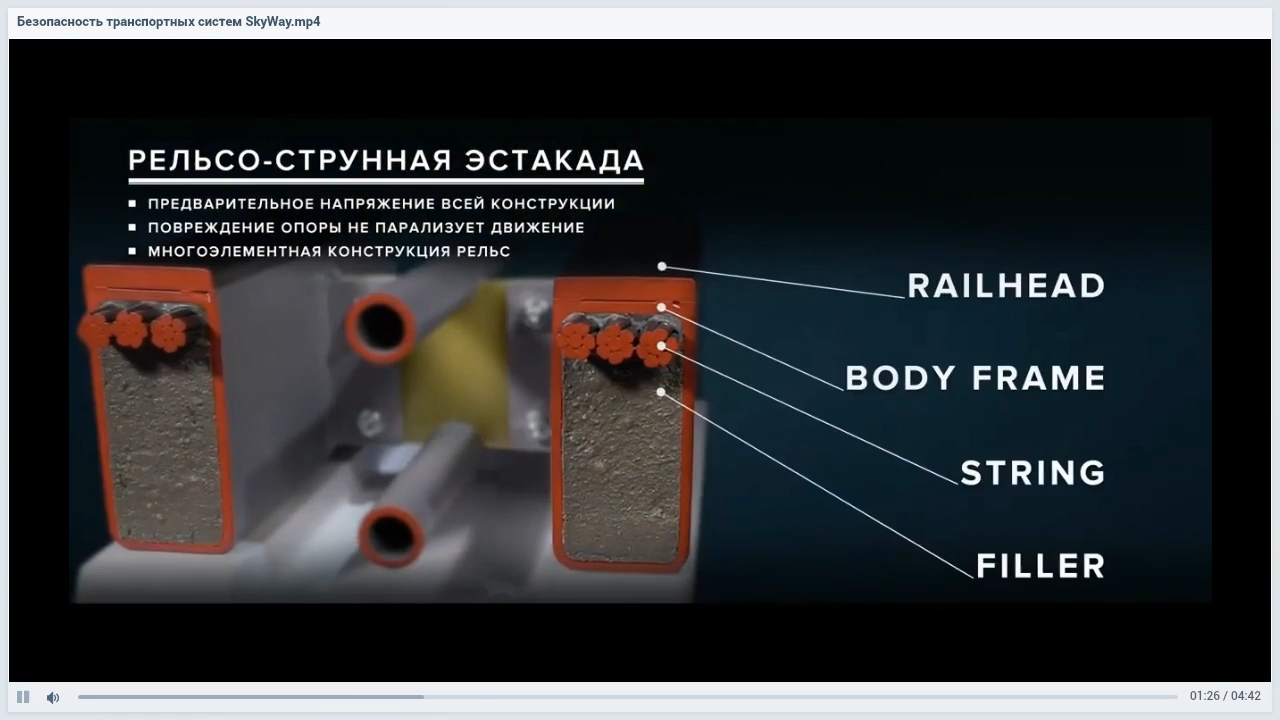 Безопасность транспортных систем SkyWay.mp4
РЕЛЬСО-СТРУННАЯ ЭСТАКАДА
▪ ПРЕДВАРИТЕЛЬНОЕ НАПРЯЖЕНИЕ ВСЕЙ КОНСТРУКЦИИ
▪ ПОВРЕЖДЕНИЕ ОПОРЫ НЕ ПАРАЛИЗУЕТ ДВИЖЕНИЕ
▪ МНОГОЭЛЕМЕНТНАЯ КОНСТРУКЦИЯ РЕЛЬС
RAILHEAD
BODY FRAME
STRING
FILLER
01:26 / 04:42